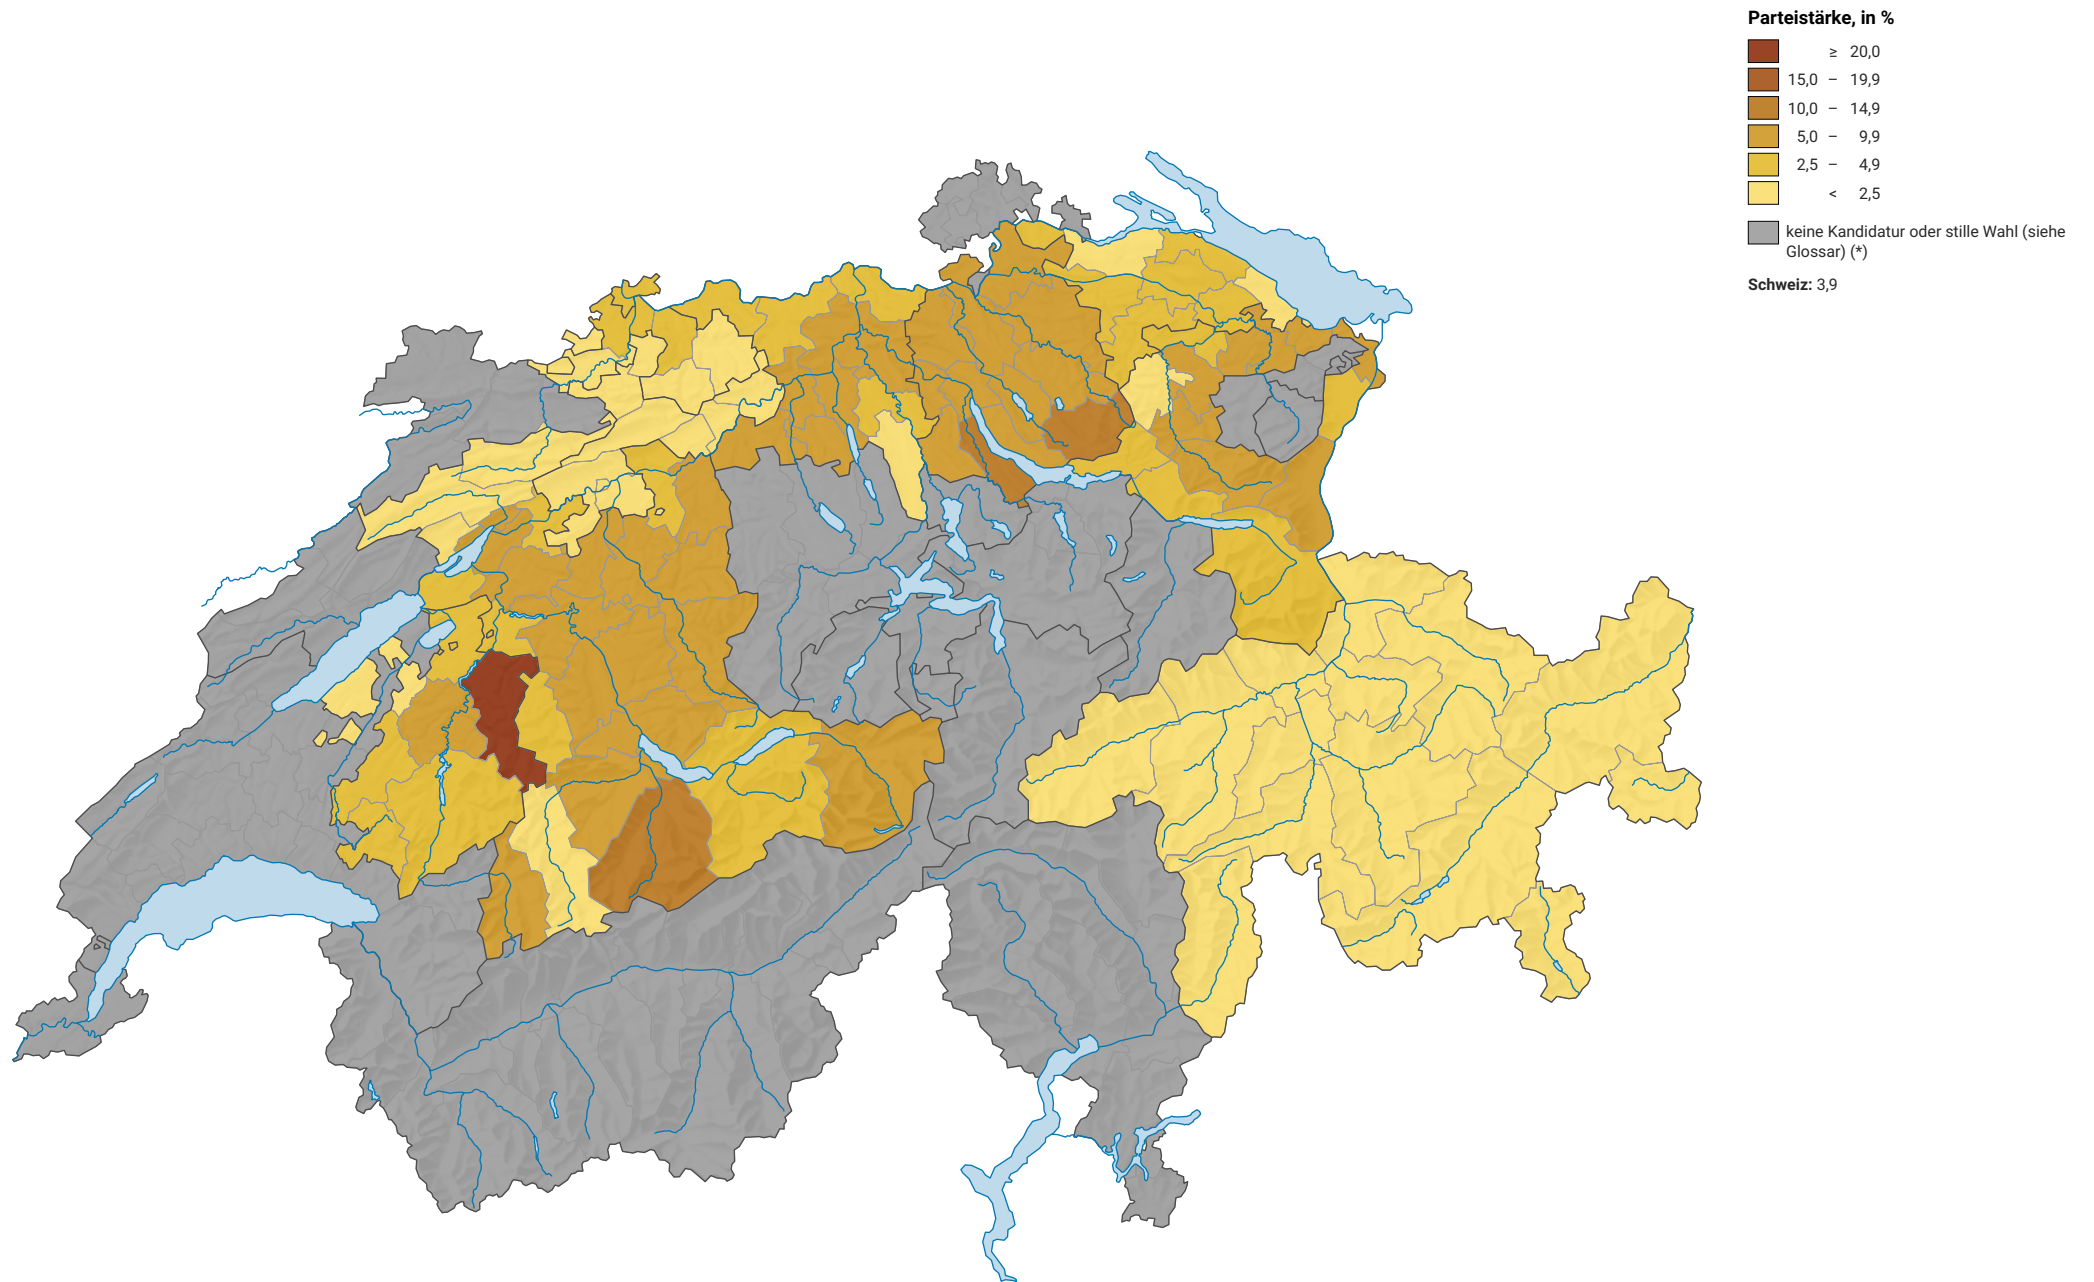 Parteistärke, in %
≥ 20,0
15,0 – 19,9
10,0 – 14,9
5,0 – 9,9
2,5 – 4,9
< 2,5
keine Kandidatur oder stille Wahl (siehe
Glossar) (*)
Schweiz: 3,9